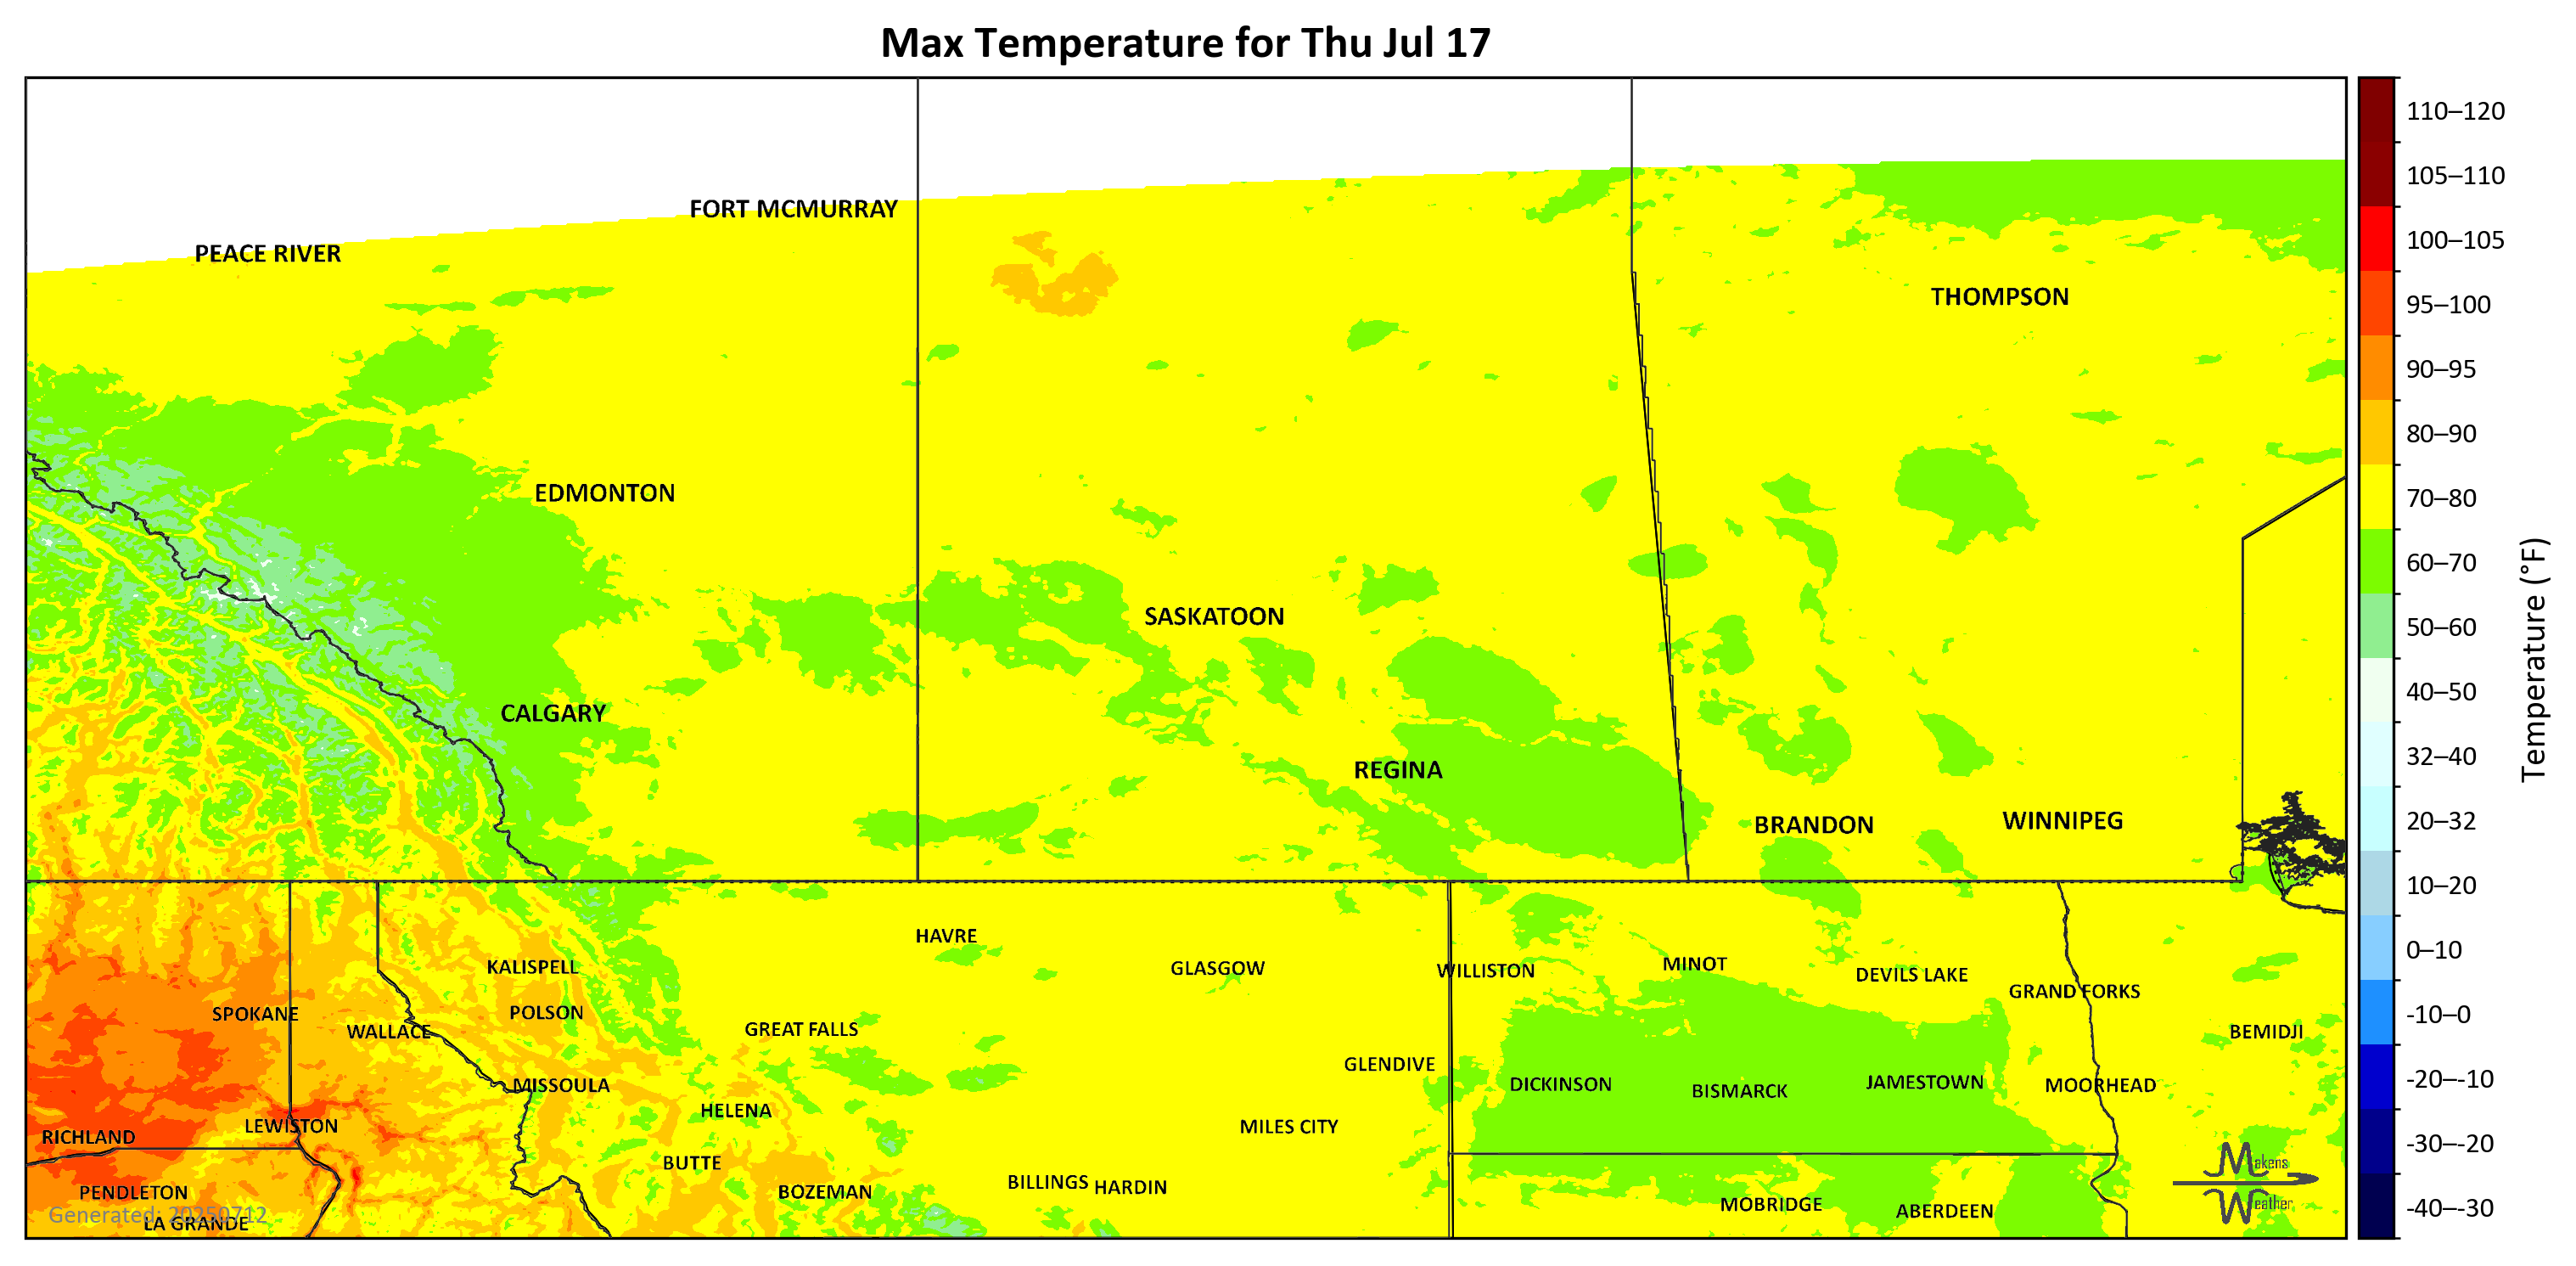 Max Temperature for Thu Jul 17
FORT MCMURRAY
PEACE RIVER
THOMPSON
EDMONTON
SASKATOON
CALGARY
REGINA
BRANDON
WINNIPEG
HAVRE
KALISPELL
GLASGOW
WILLISTON
MINOT
DEVILS LAKE
GRAND FORKS
SPOKANE
POLSON
WALLACE
GREAT FALLS
BEMIDJI
GLENDIVE
MISSOULA
DICKINSON
BISMARCK
JAMESTOWN
MOORHEAD
HELENA
LEWISTON
MILES CITY
RICHLAND
BUTTE
PENDLETON
BOZEMAN
BILLINGS
HARDIN
MOBRIDGE
ABERDEEN
Generated: 20250712
LA GRANDE
Makens
Weather
110–120
105–110
100–105
95–100
90–95
80–90
70–80
60–70
50–60
40–50
32–40
20–32
10–20
0–10
-10–0
-20–-10
-30–-20
-40–-30
Temperature (°F)